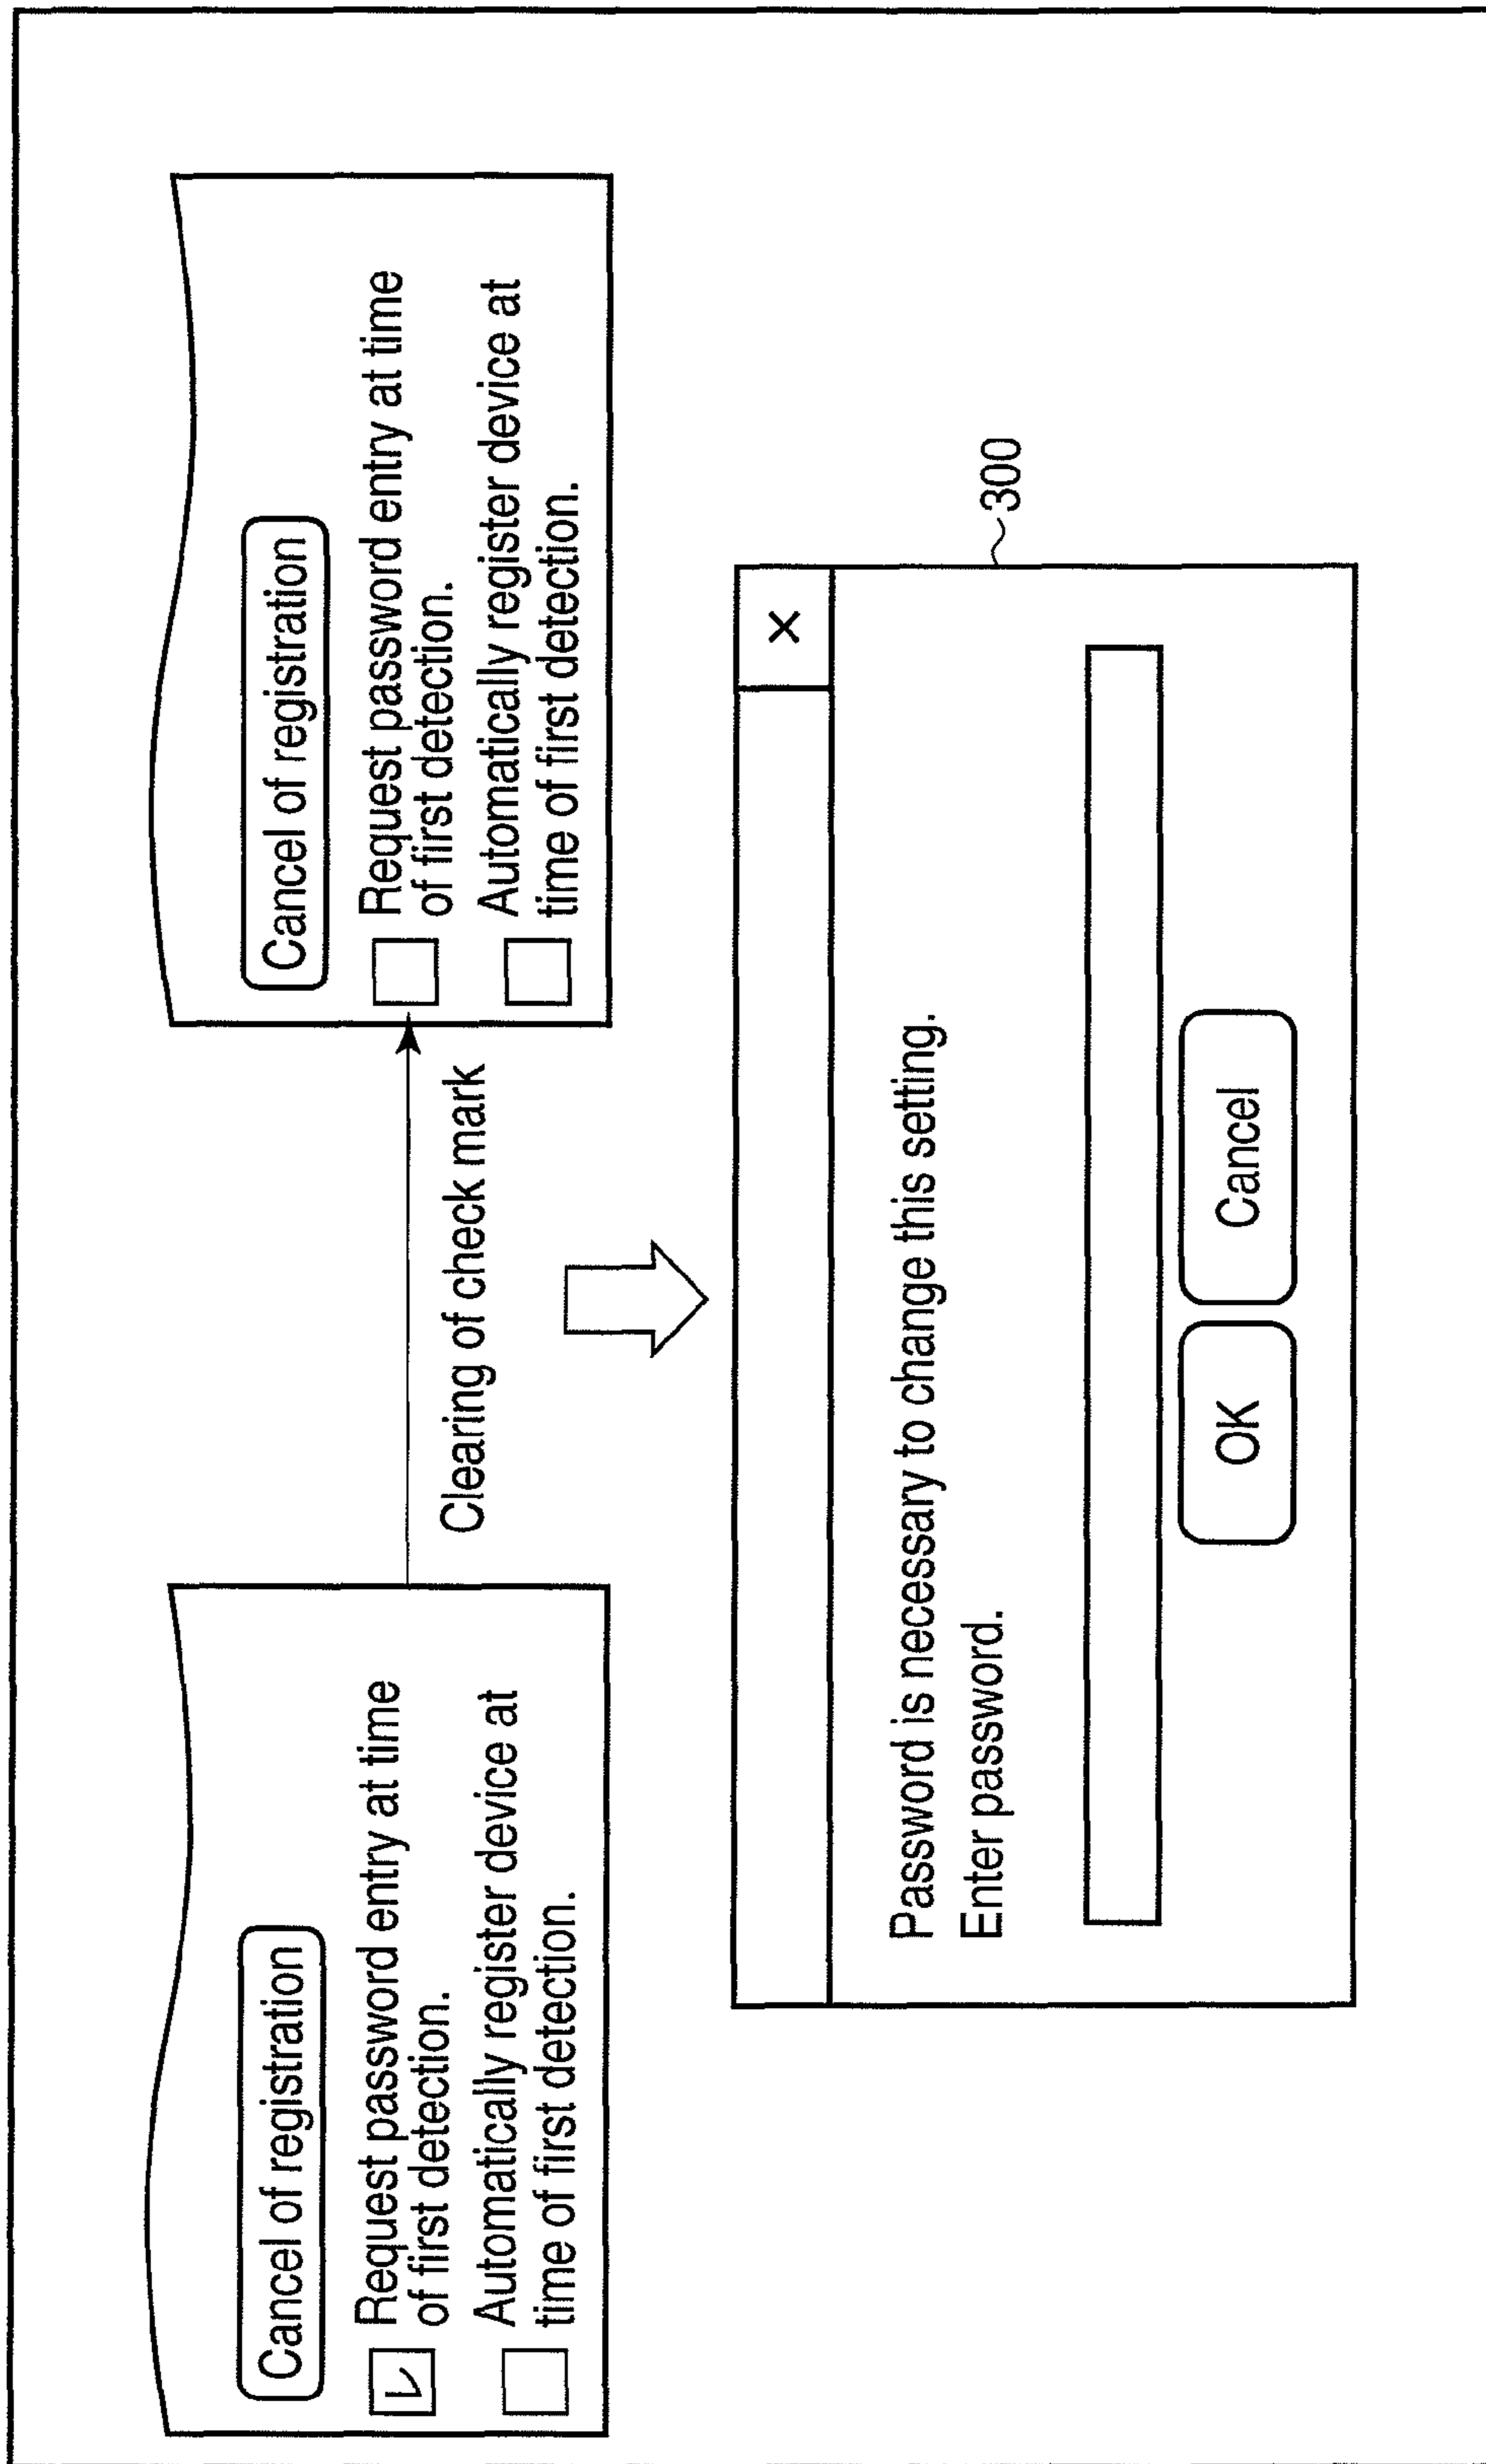 Cancel of registration
Request password entry at time
of first detection.
Automatically register device at
time of first detection.
Clearing of check mark
Cancel of registration
Request password entry at time
of first detection.
Automatically register device at
time of first detection.
×
300
Password is necessary to change this setting.
Enter password.
OK
Cancel